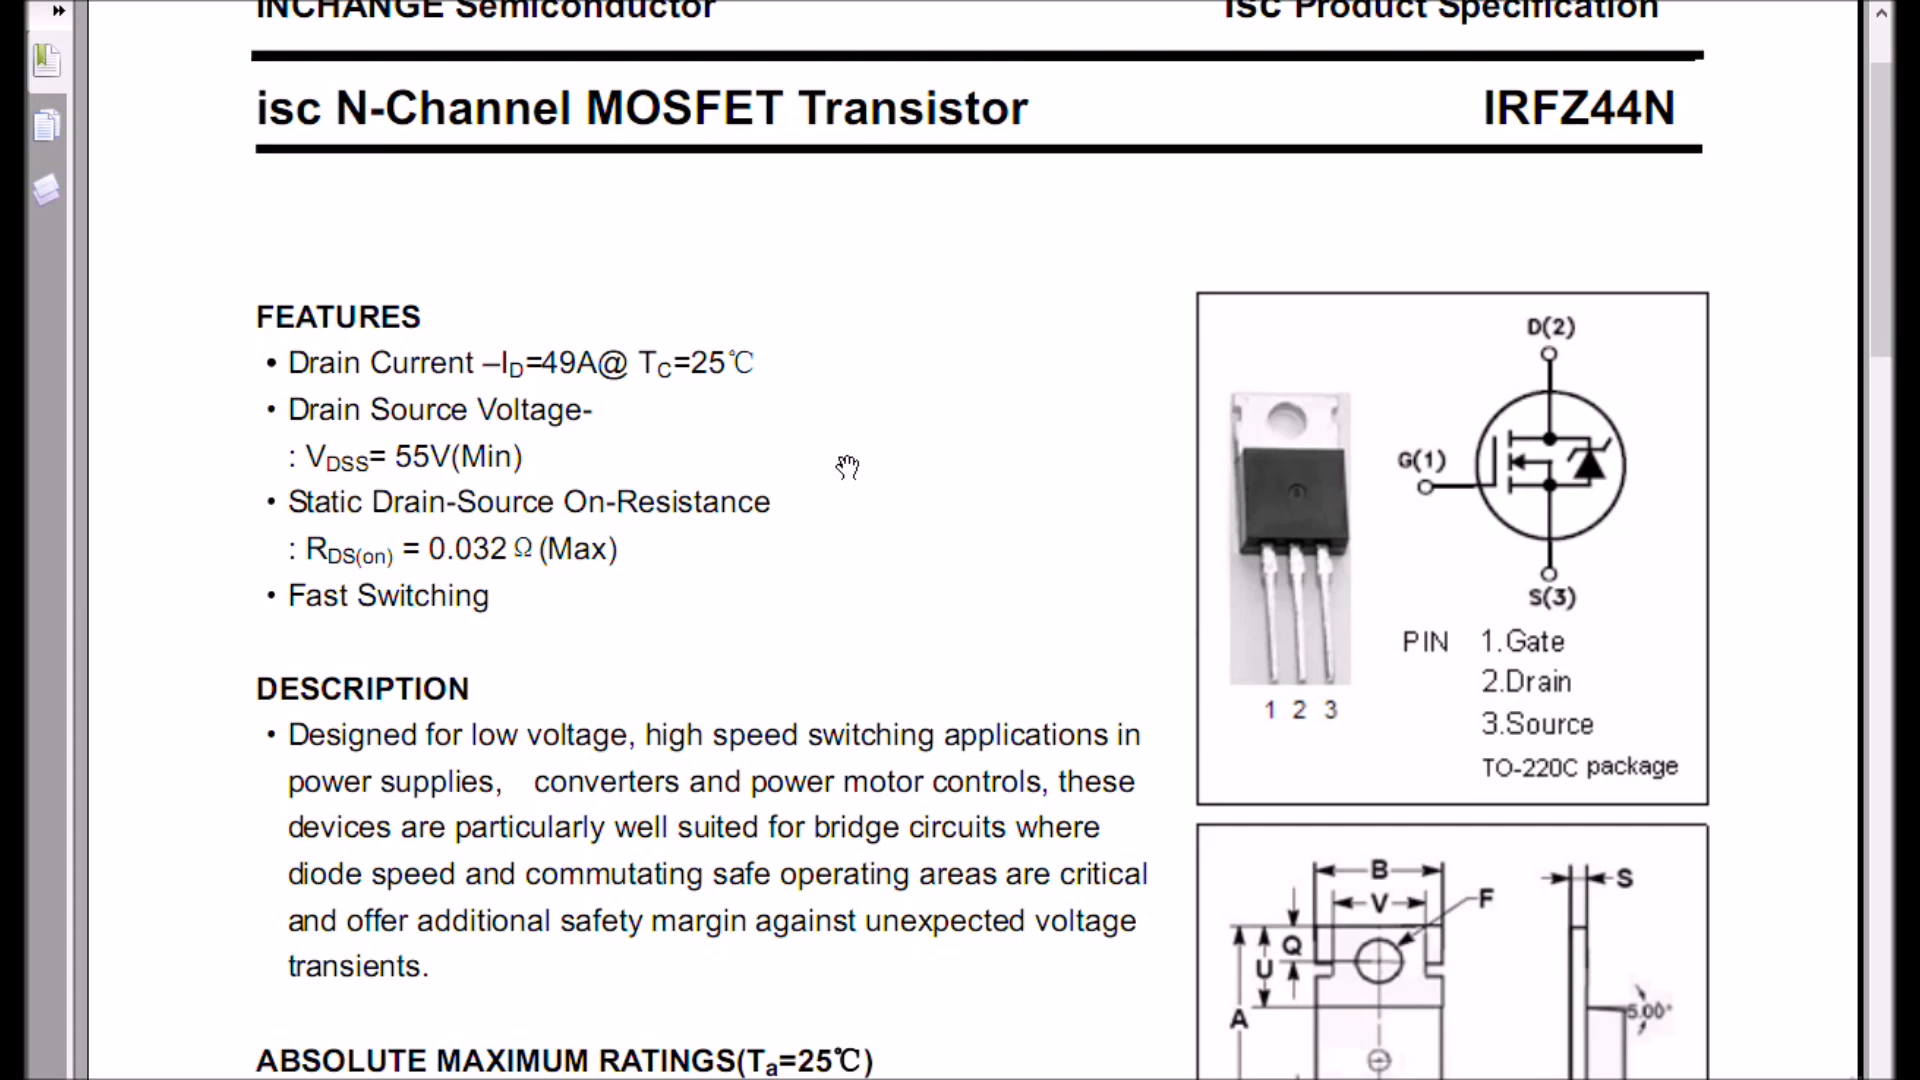 INCHANGE Semiconductor
isc Product Specification
isc N-Channel MOSFET Transistor
IRFZ44N
FEATURES
• Drain Current –ID=49A@ TC=25℃
• Drain Source Voltage-
: VDSS= 55V(Min)
• Static Drain-Source On-Resistance
: RDS(on) = 0.032Ω(Max)
• Fast Switching
DESCRIPTION
• Designed for low voltage, high speed switching applications in
power supplies, converters and power motor controls, these
devices are particularly well suited for bridge circuits where
diode speed and commutating safe operating areas are critical
and offer additional safety margin against unexpected voltage
transients.
ABSOLUTE MAXIMUM RATINGS(Ta=25℃)
D(2)
G(1)
S(3)
1 2 3
PIN 1.Gate
2.Drain
3.Source
TO-220C package
B
S
V
F
Q
U
A
5.00°